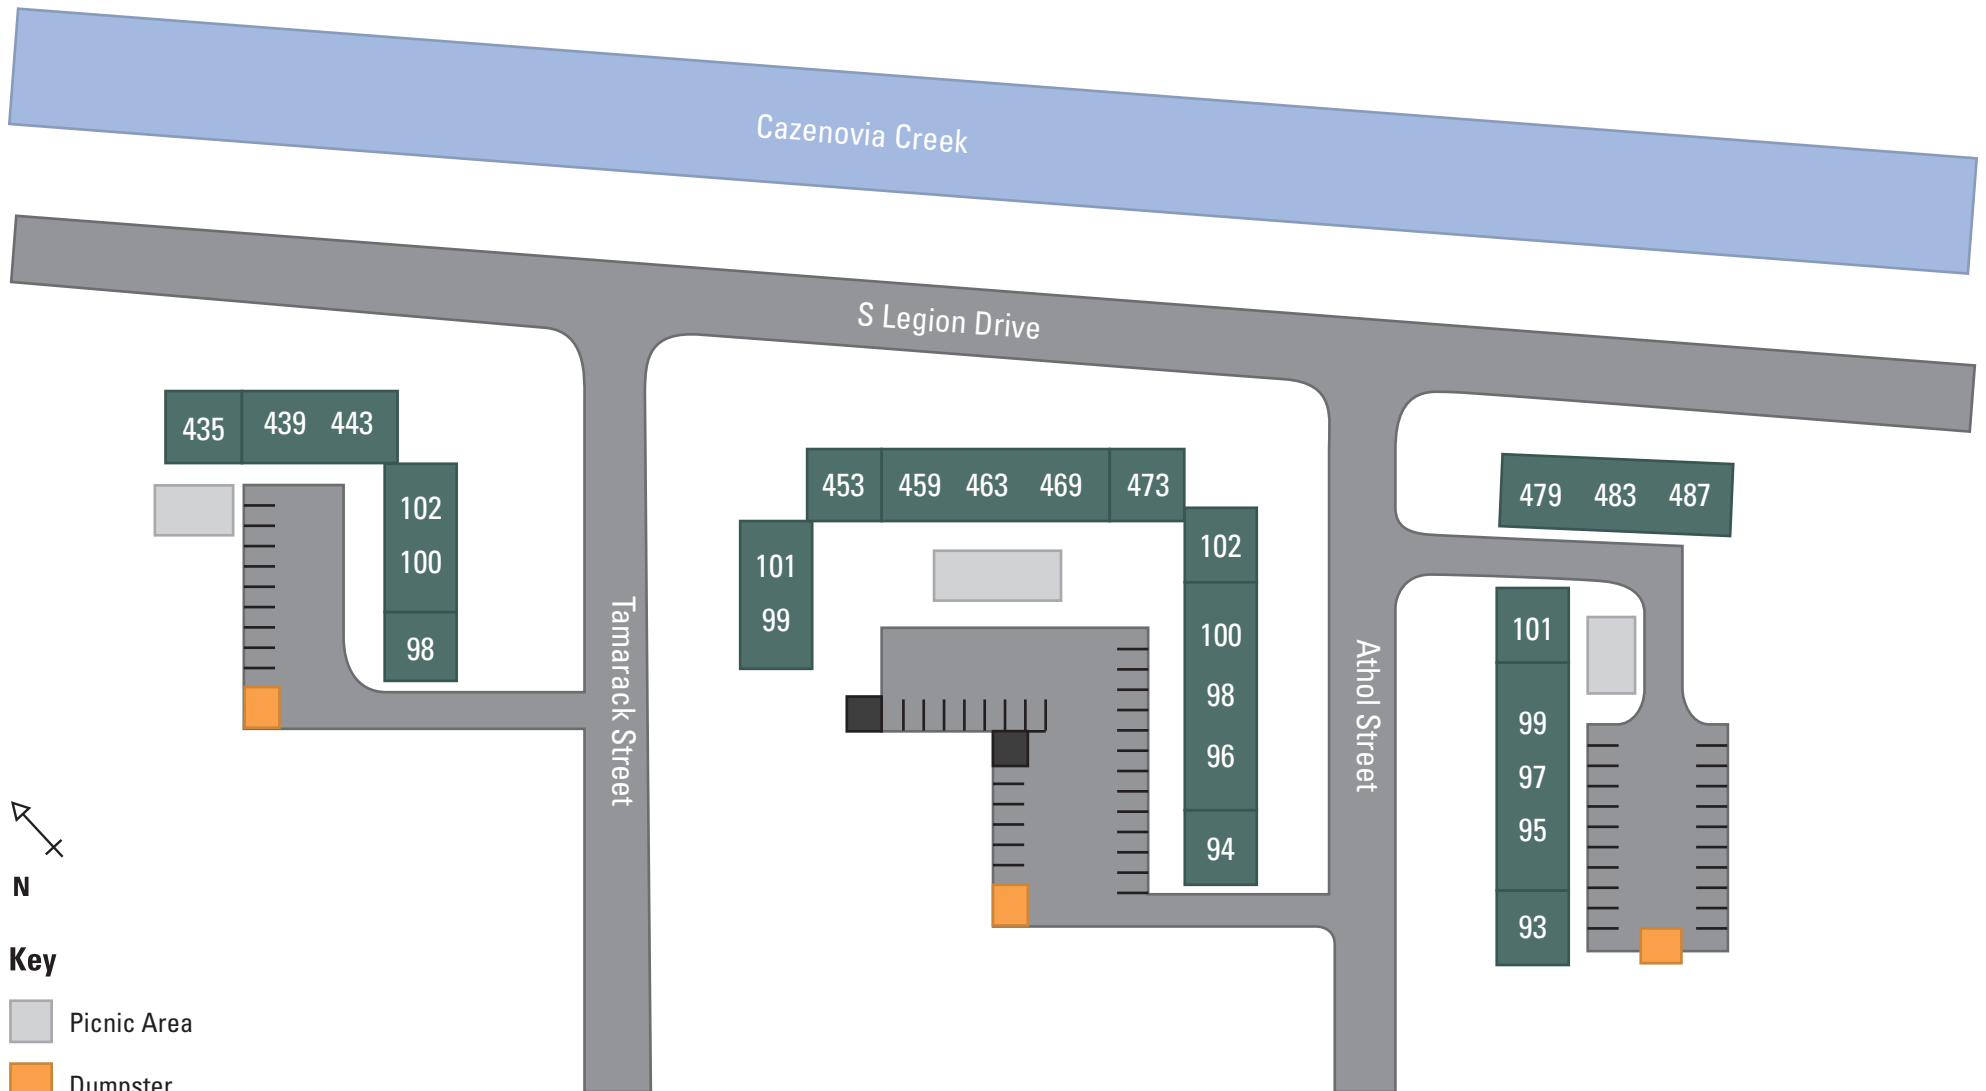 Cazenovia Creek
S Legion Drive
435 439 443
102
100
98
Tamarack Street
453 459 463 469 473
101
99
102
100
98
96
94
Athol Street
479 483 487
101
99
97
95
93
N
Key
Picnic Area
Dumpster